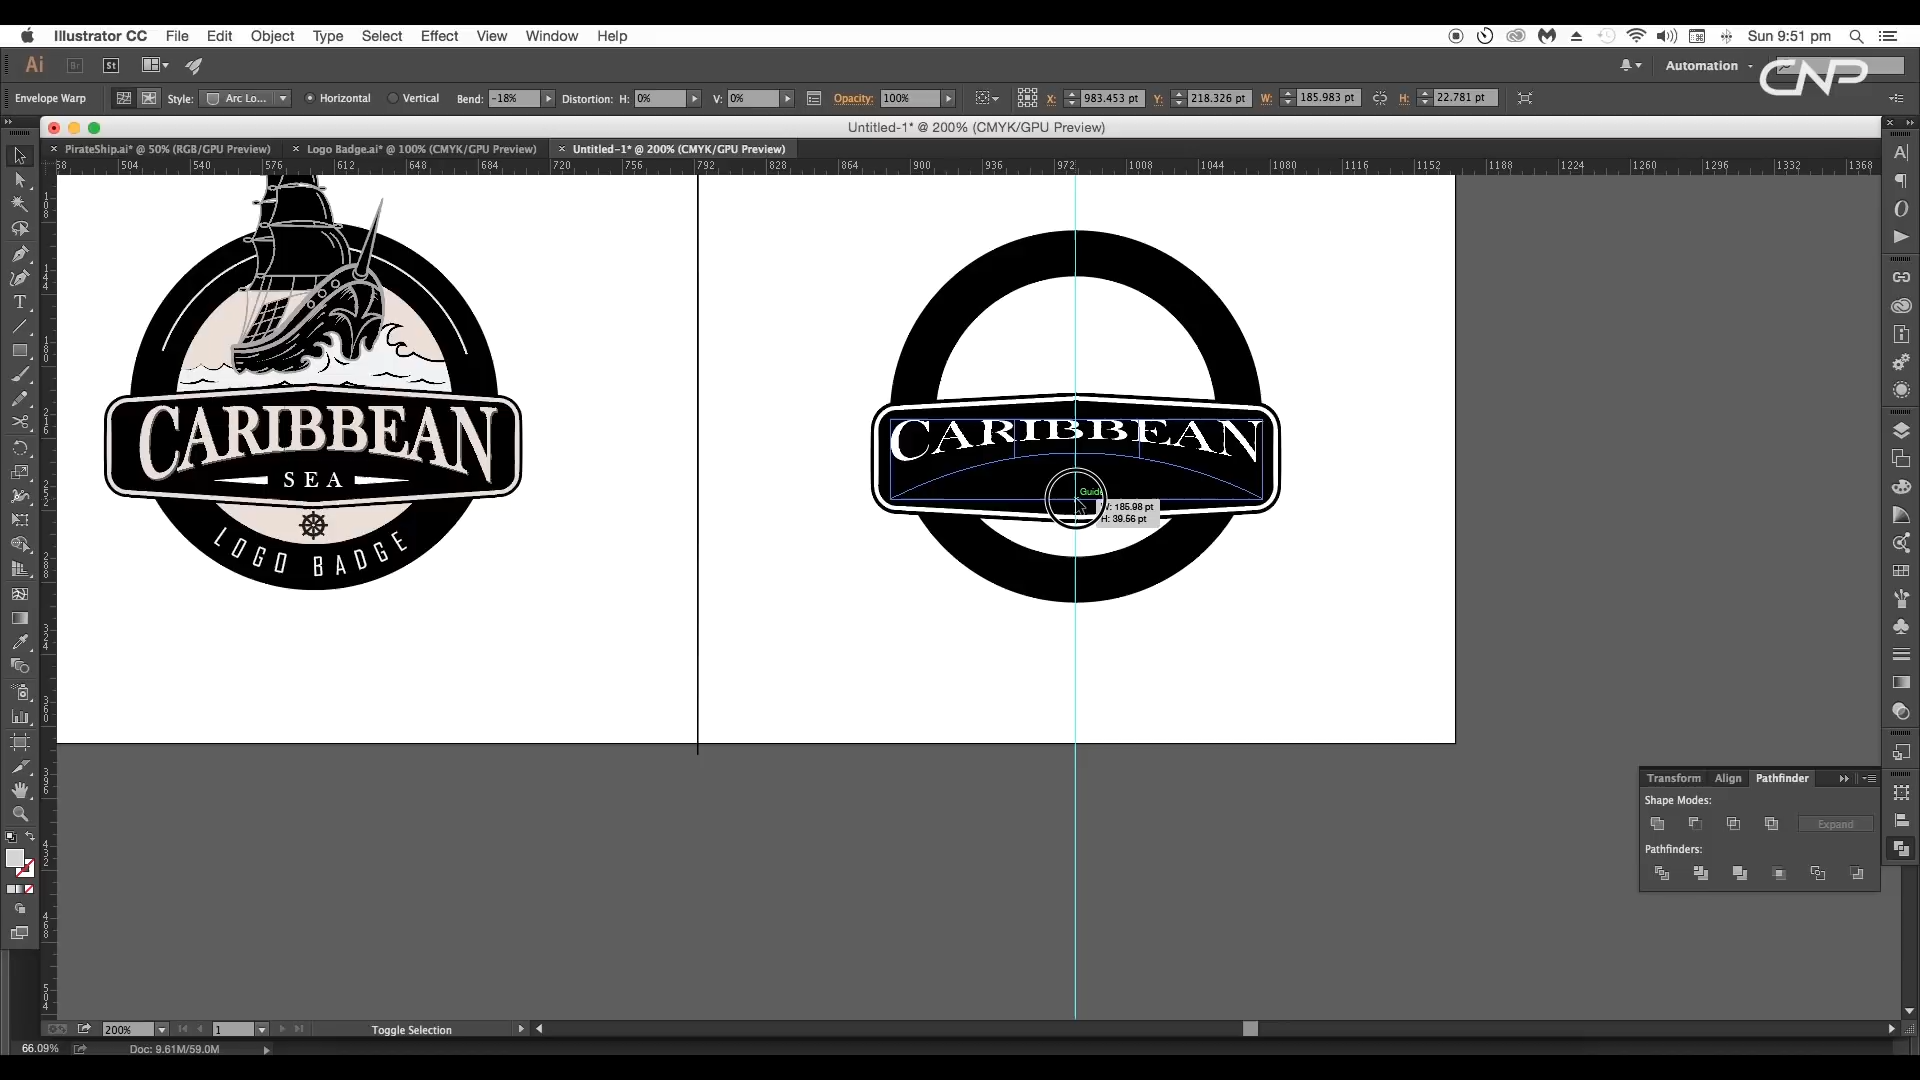 Illustrator CC File Edit Object Type Select Effect View Window Help Sun 9:51 pm
Ai Br St Automation CNP
Envelope Warp Style: Arc Lo... Horizontal Vertical Bend: -18% Distortion: H: 0% V: 0% Opacity: 100% X: 983.453 pt Y: 218.326 pt W: 185.983 pt H: 22.781 pt
Untitled-1* @ 200% (CMYK/GPU Preview)
PirateShip.ai* @ 50% (RGB/GPU Preview) Logo Badge.ai* @ 100% (CMYK/GPU Preview) Untitled-1* @ 200% (CMYK/GPU Preview)
58 504 540 576 612 648 684 720 756 792 828 864 900 936 972 1008 1044 1080 1116 1152 1188 1224 1260 1296 1332 1368
CARIBBEAN
SEA
LOGO BADGE
CARIBBEAN
Guide
W: 185.98 pt
H: 39.56 pt
Transform Align Pathfinder
Shape Modes:
Expand
Pathfinders:
200% 1 Toggle Selection
66.09% Doc: 9.61M/59.0M